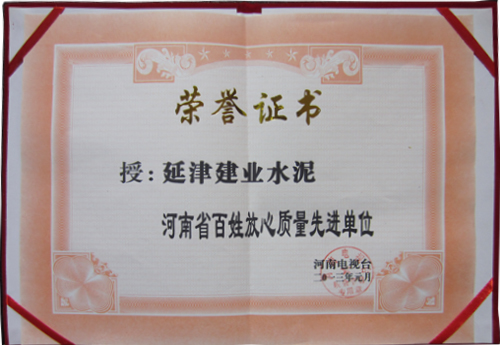 荣誉证书
授：延津建业水泥
河南省百姓放心质量先进单位
河南电视台
二0一三年元月